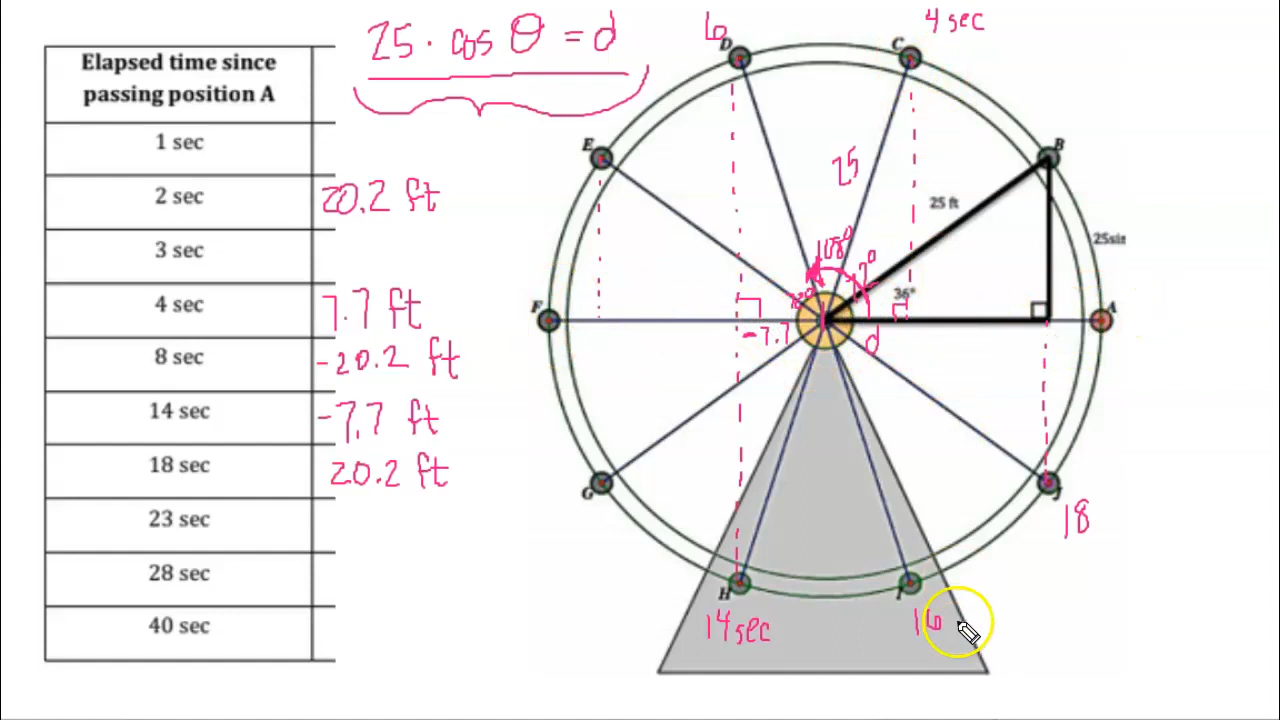 25 · cos θ = d
Elapsed time since
passing position A
1 sec
2 sec 20.2 ft
3 sec
4 sec 7.7 ft
8 sec -20.2 ft
14 sec -7.7 ft
18 sec 20.2 ft
23 sec
28 sec
40 sec
6
4 sec
D
C
E
B
25
25 ft
25sin
108°
36°
F
A
-7.7
d
G
J
18
H
I
14 sec
16